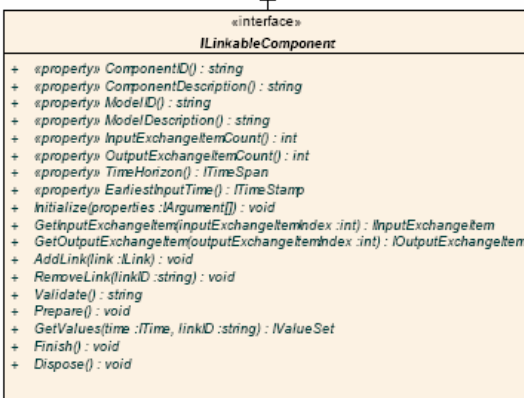 «interface»
ILinkableComponent
+ «property» ComponentID() : string
+ «property» ComponentDescription() : string
+ «property» ModelID() : string
+ «property» ModelDescription() : string
+ «property» InputExchangeItemCount() : int
+ «property» OutputExchangeItemCount() : int
+ «property» TimeHorizon() : ITimeSpan
+ «property» EarliestInputTime() : ITimeStamp
+ Initialize(properties :IArgument[]) : void
+ GetInputExchangeItem(inputExchangeItemIndex :int) : IInputExchangeItem
+ GetOutputExchangeItem(outputExchangeItemIndex :int) : IOutputExchangeItem
+ AddLink(link :ILink) : void
+ RemoveLink(linkID :string) : void
+ Validate() : string
+ Prepare() : void
+ GetValues(time :ITime, linkID :string) : IValueSet
+ Finish() : void
+ Dispose() : void